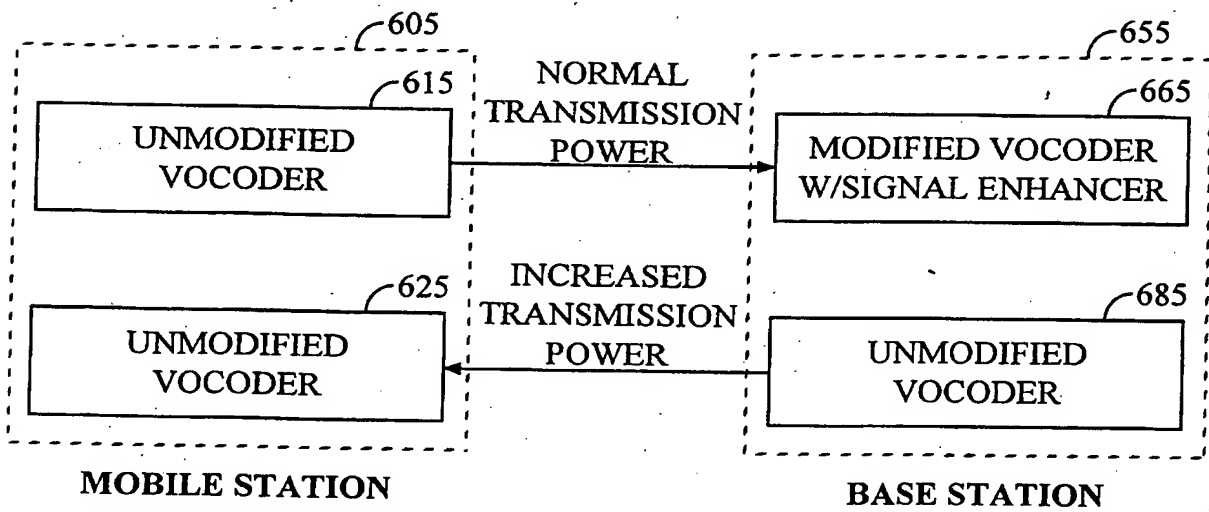 605
655
615
UNMODIFIED
VOCODER
NORMAL
TRANSMISSION
POWER
665
MODIFIED VOCODER
W/SIGNAL ENHANCER
625
UNMODIFIED
VOCODER
INCREASED
TRANSMISSION
POWER
685
UNMODIFIED
VOCODER
MOBILE STATION
BASE STATION